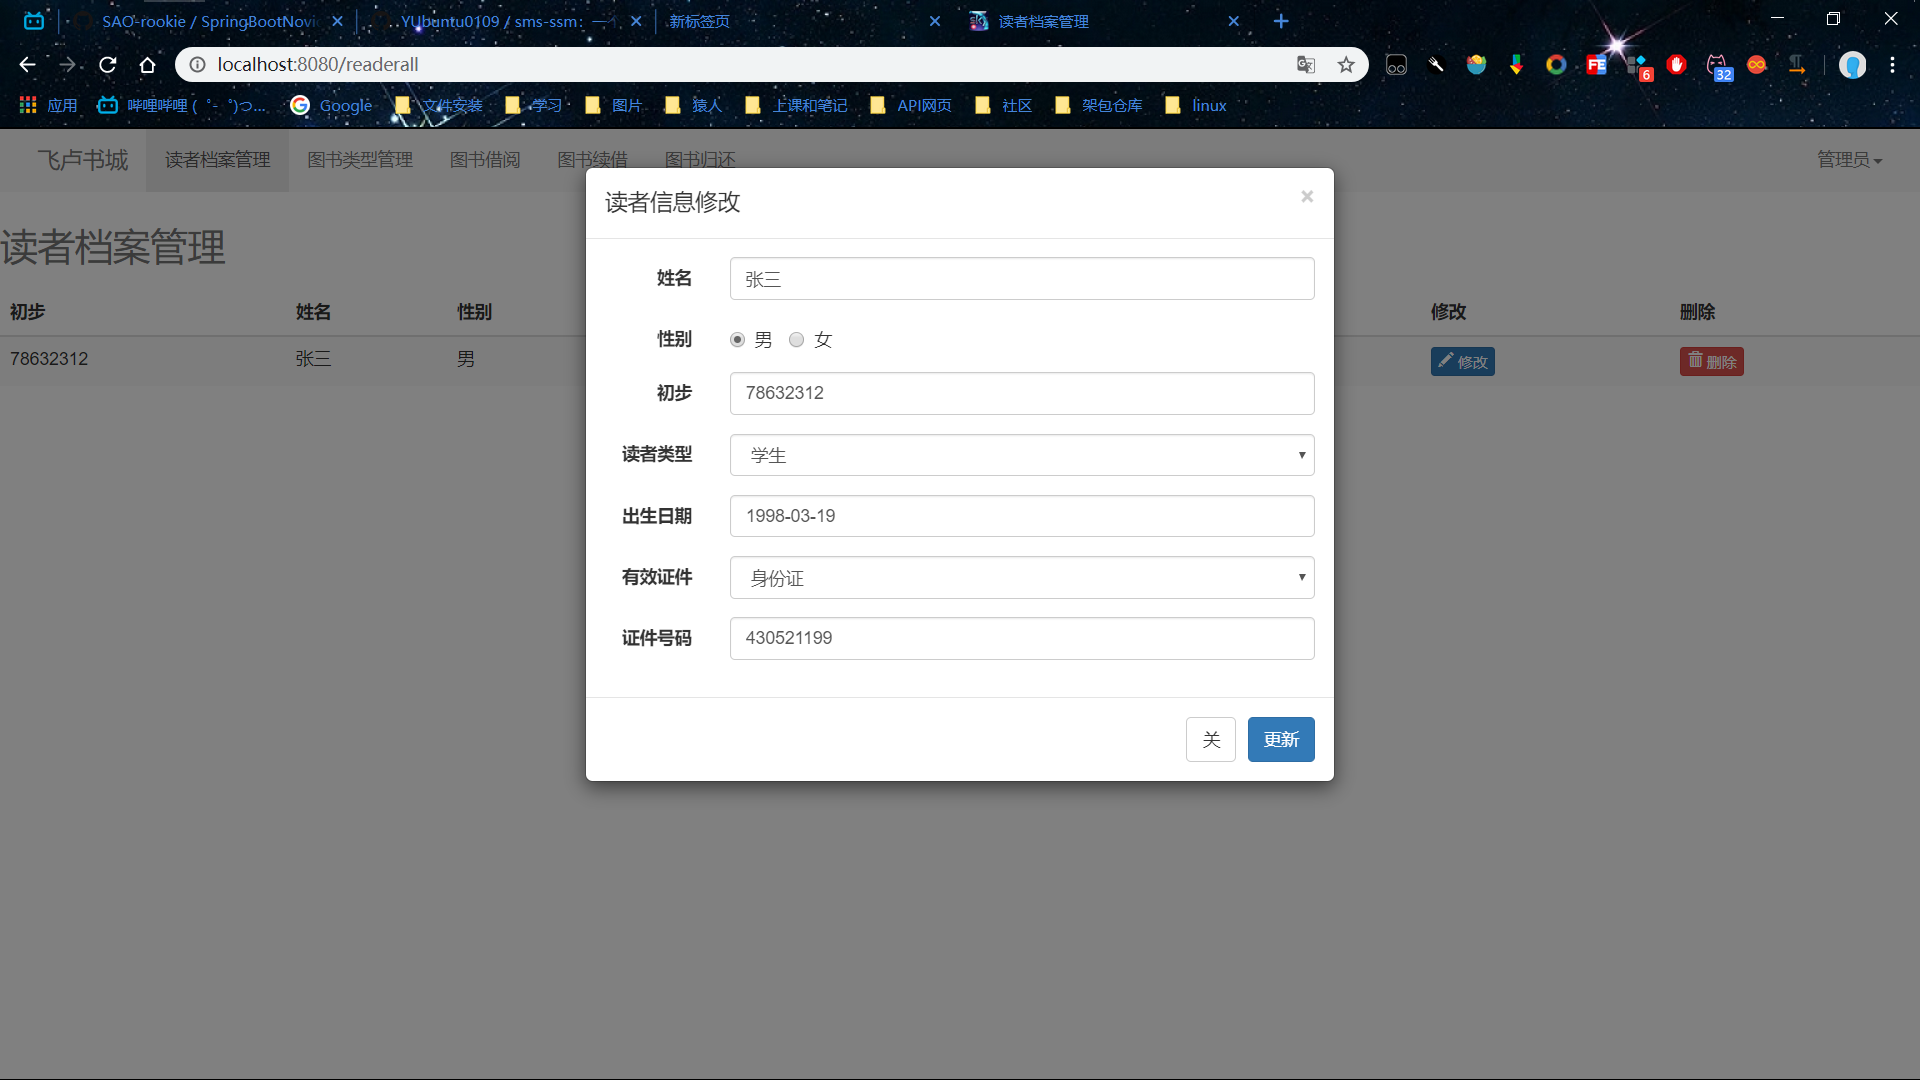 SAO-rookie / SpringBootNovi
YUbuntu0109 / sms-ssm: 一个
新标签页
读者档案管理
localhost:8080/readerall
FE
6
32
应用
哔哩哔哩 (゜-゜)つ...
Google
文件安装
学习
图片
猿人
上课和笔记
API网页
社区
架包仓库
linux
飞卢书城 读者档案管理 图书类型管理 图书借阅 图书续借 图书归还 管理员
读者档案管理
初步 姓名 性别 修改 删除
78632312 张三 男 修改 删除
读者信息修改 ×
姓名 张三
性别 男 女
初步 78632312
读者类型 学生
出生日期 1998-03-19
有效证件 身份证
证件号码 430521199
关 更新